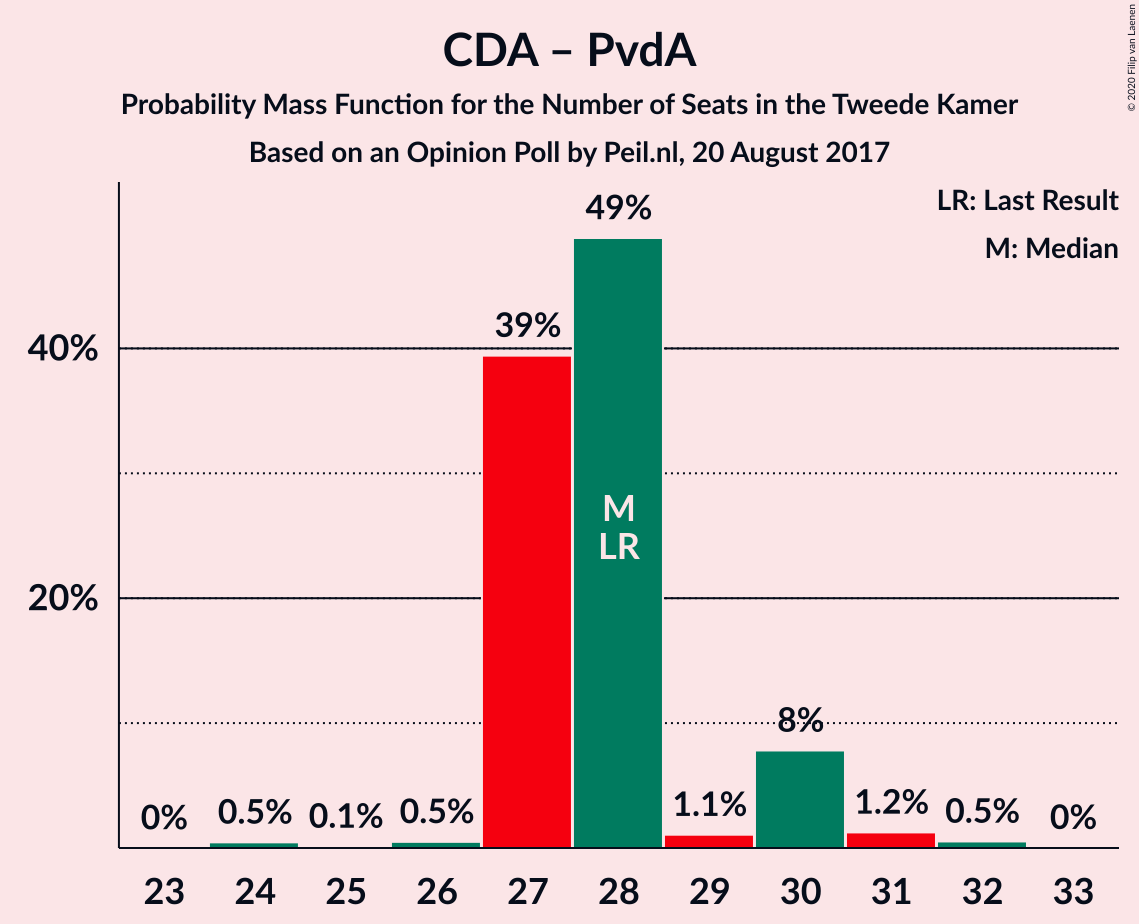 CDA – PvdA
Probability Mass Function for the Number of Seats in the Tweede Kamer
Based on an Opinion Poll by Peil.nl, 20 August 2017
© 2020 Filip van Laenen
LR: Last Result
M: Median
49%
39%
40%
M
LR
20%
8%
0%
0.5%
0.1%
0.5%
1.1%
1.2%
0.5%
0%
23 24 25 26 27 28 29 30 31 32 33